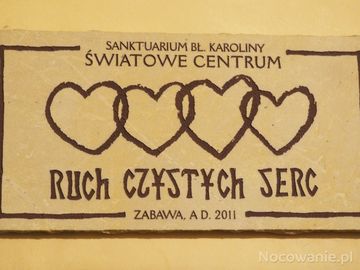 SANKTUARIUM BŁ. KAROLINY
ŚWIATOWE CENTRUM
RUCH CZYSTYCH SERC
ZABAWA, A.D. 2011
Nocowanie.pl